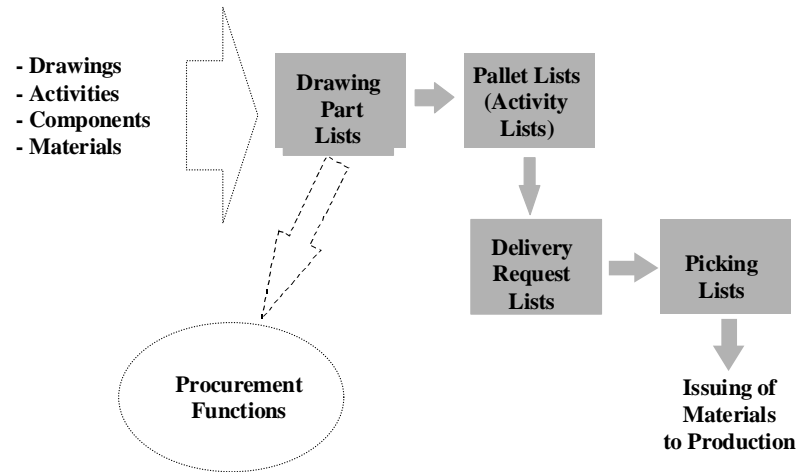 - Drawings
- Activities
- Components
- Materials
Drawing
Part
Lists
Pallet Lists
(Activity
Lists)
Delivery
Request
Lists
Picking
Lists
Procurement
Functions
Issuing of
Materials
to Production